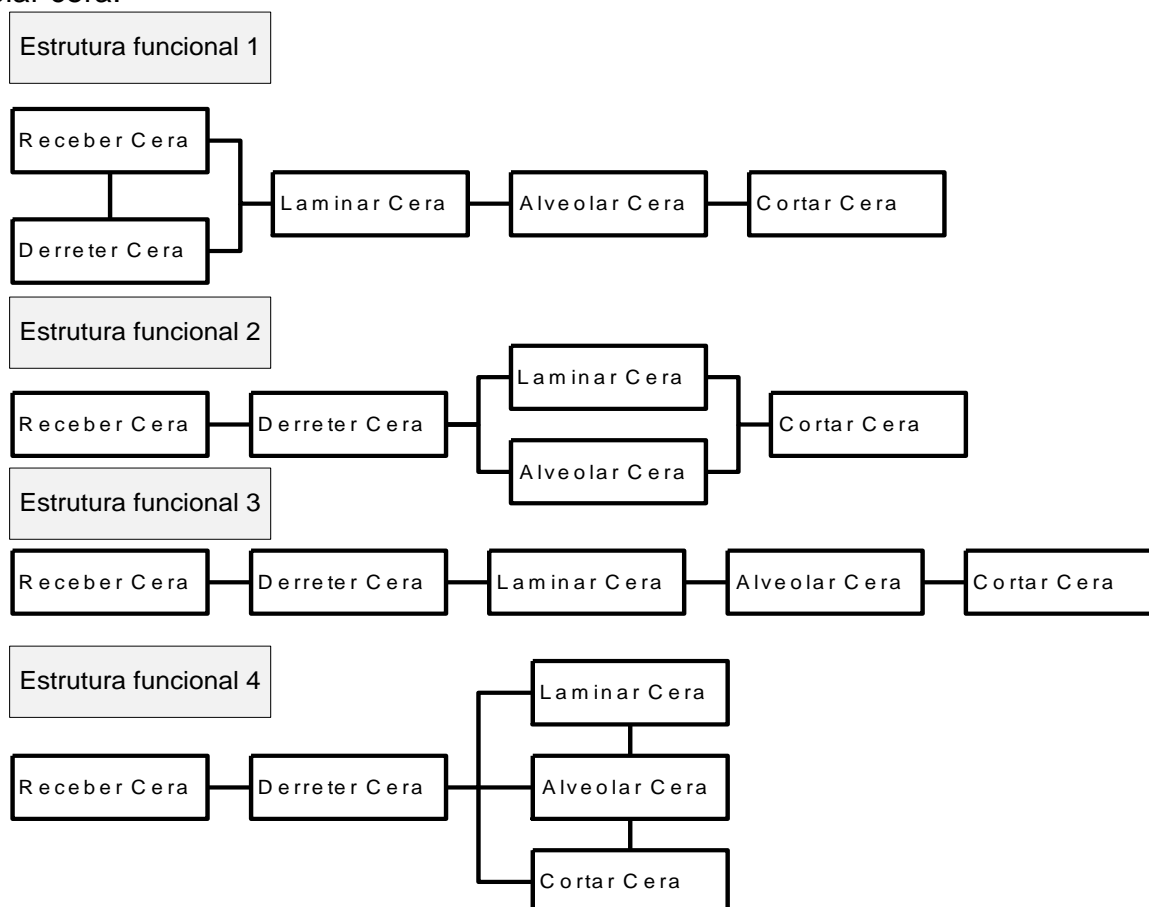 Estrutura funcional 1
Receber Cera
Derreter Cera
Laminar Cera
Alveolar Cera
Cortar Cera
Estrutura funcional 2
Receber Cera
Derreter Cera
Laminar Cera
Alveolar Cera
Cortar Cera
Estrutura funcional 3
Receber Cera
Derreter Cera
Laminar Cera
Alveolar Cera
Cortar Cera
Estrutura funcional 4
Receber Cera
Derreter Cera
Laminar Cera
Alveolar Cera
Cortar Cera